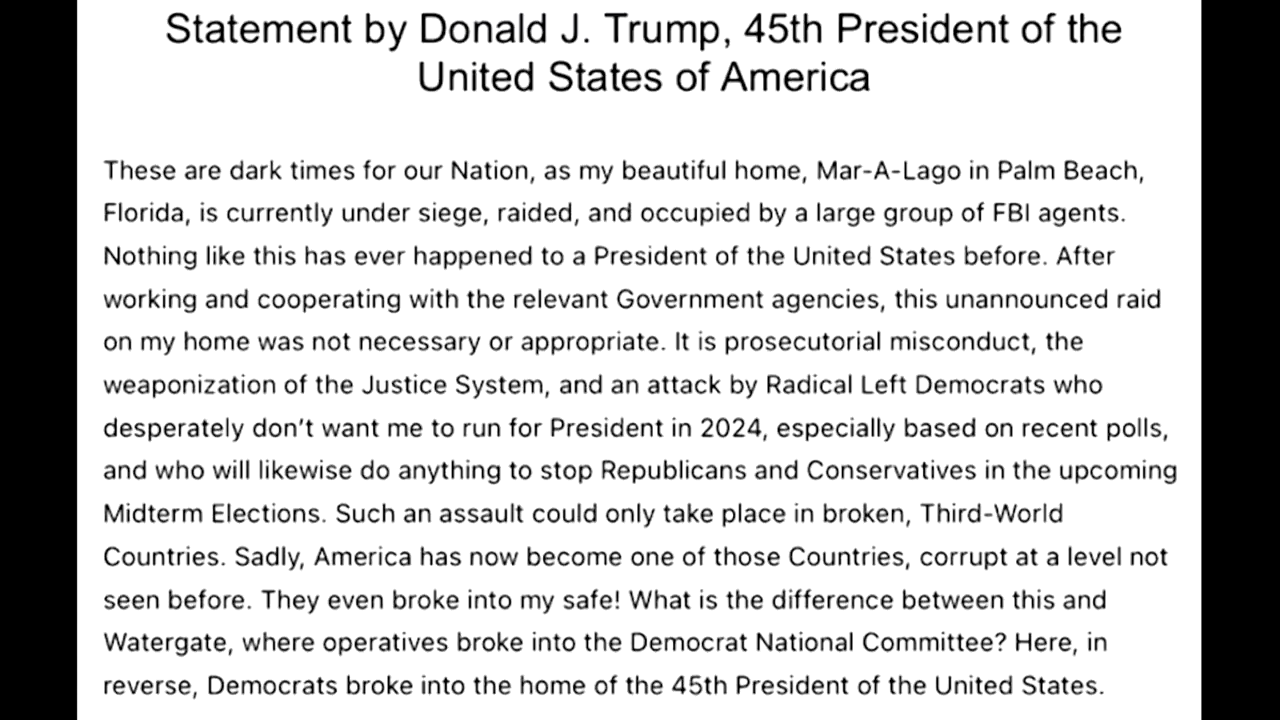 Statement by Donald J. Trump, 45th President of the
United States of America
These are dark times for our Nation, as my beautiful home, Mar-A-Lago in Palm Beach,
Florida, is currently under siege, raided, and occupied by a large group of FBI agents.
Nothing like this has ever happened to a President of the United States before. After
working and cooperating with the relevant Government agencies, this unannounced raid
on my home was not necessary or appropriate. It is prosecutorial misconduct, the
weaponization of the Justice System, and an attack by Radical Left Democrats who
desperately don’t want me to run for President in 2024, especially based on recent polls,
and who will likewise do anything to stop Republicans and Conservatives in the upcoming
Midterm Elections. Such an assault could only take place in broken, Third-World
Countries. Sadly, America has now become one of those Countries, corrupt at a level not
seen before. They even broke into my safe! What is the difference between this and
Watergate, where operatives broke into the Democrat National Committee? Here, in
reverse, Democrats broke into the home of the 45th President of the United States.